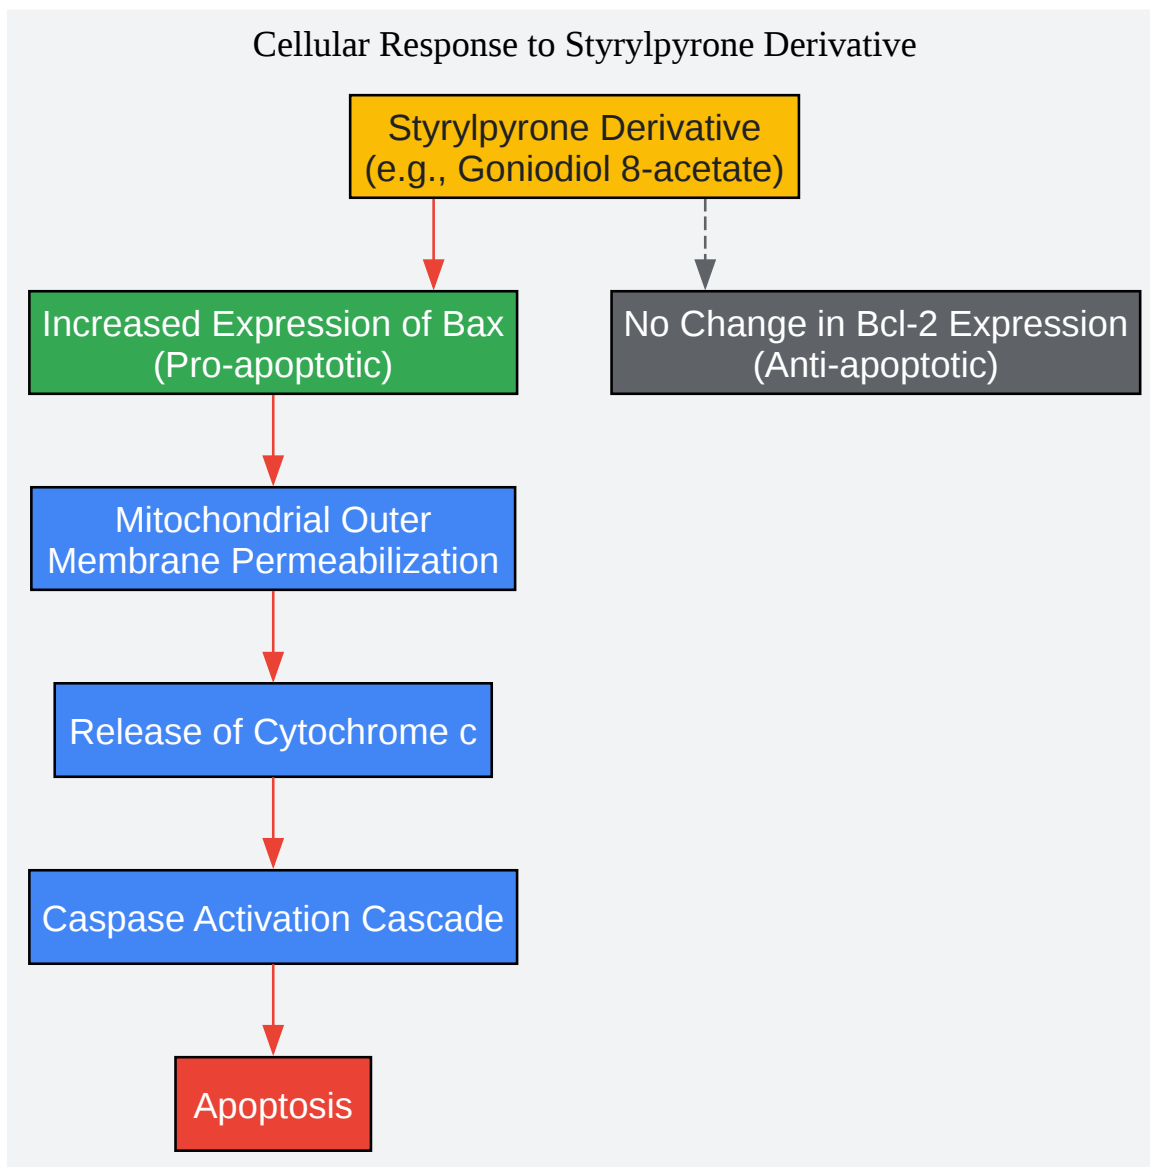 Cellular Response to Styrylpyrone Derivative
Styrylpyrone Derivative
(e.g., Goniodiol 8-acetate)
Increased Expression of Bax
(Pro-apoptotic)
No Change in Bcl-2 Expression
(Anti-apoptotic)
Mitochondrial Outer
Membrane Permeabilization
Release of Cytochrome c
Caspase Activation Cascade
Apoptosis